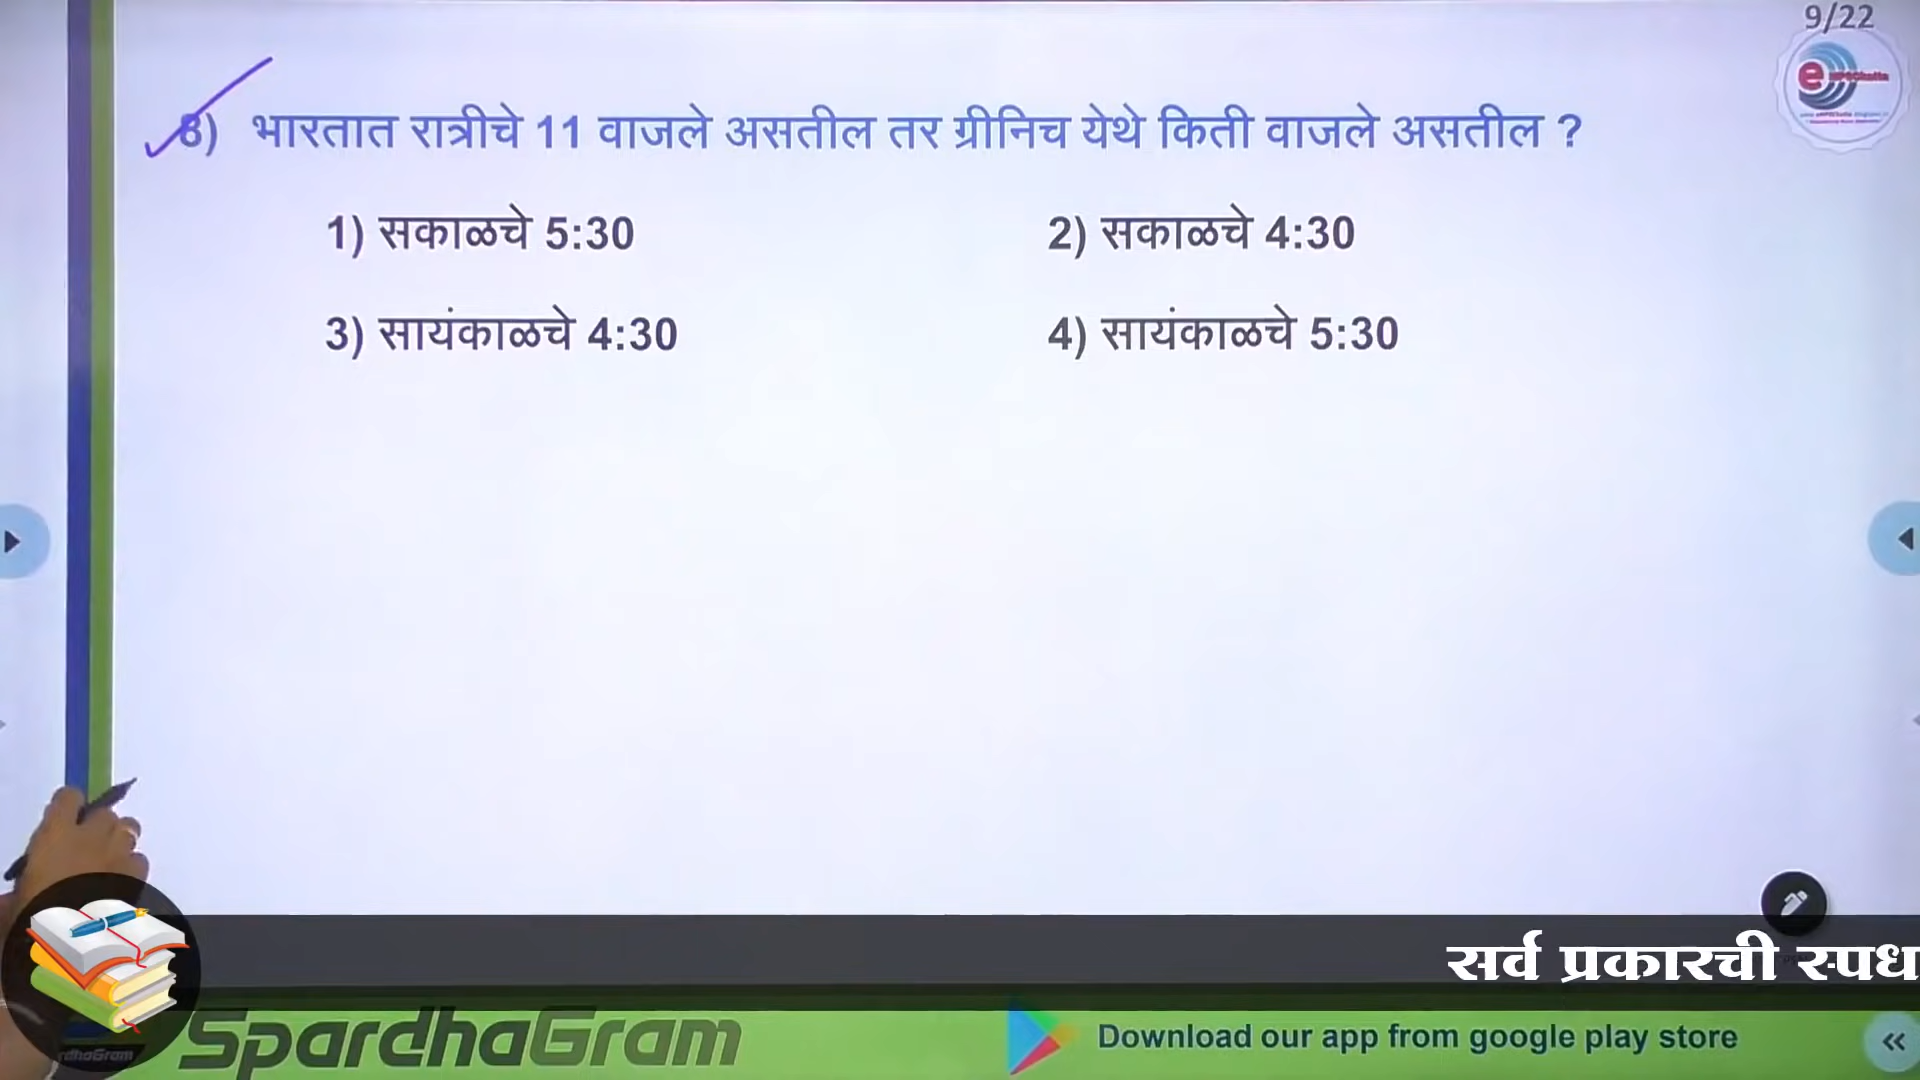 9/22
8) भारतात रात्रीचे 11 वाजले असतील तर ग्रीनिच येथे किती वाजले असतील ?
1) सकाळचे 5:30
2) सकाळचे 4:30
3) सायंकाळचे 4:30
4) सायंकाळचे 5:30
सर्व प्रकारची स्पध
SpardhaGram
Download our app from google play store